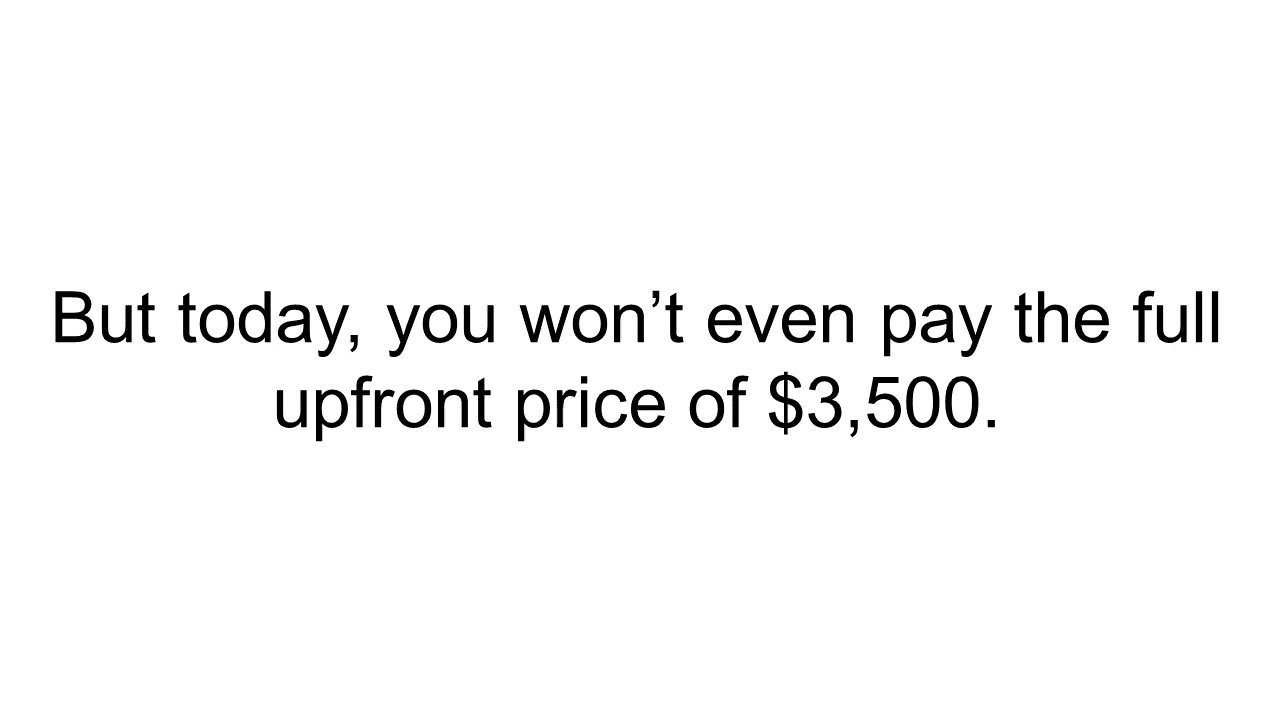 But today, you won’t even pay the full
upfront price of $3,500.